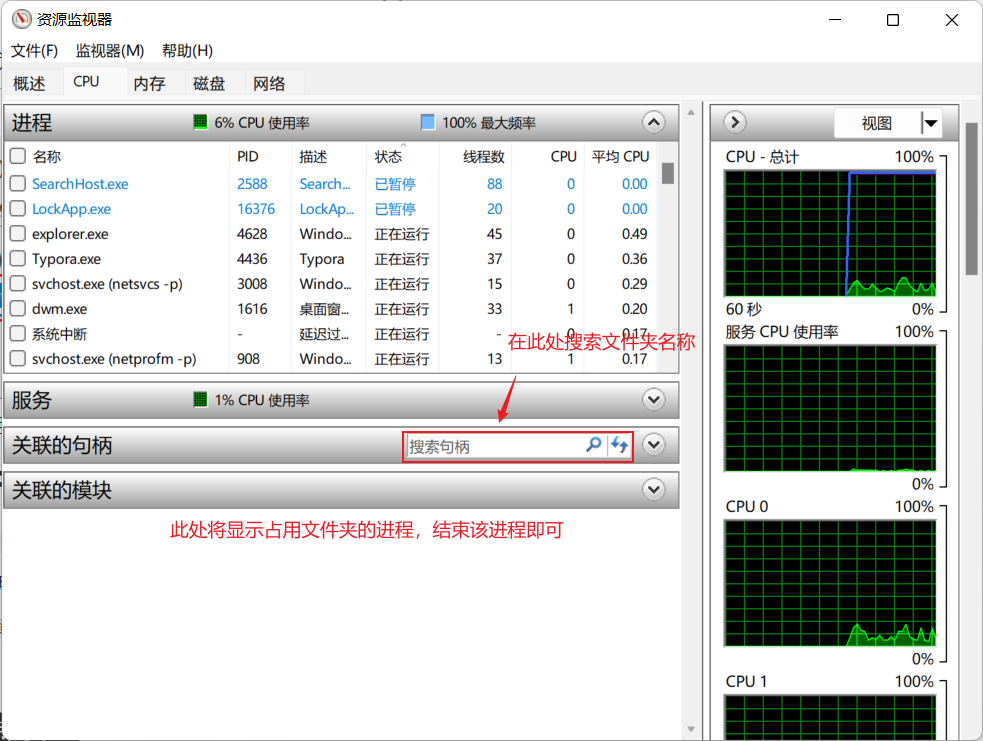 资源监视器
文件(F) 监视器(M) 帮助(H)
概述 CPU 内存 磁盘 网络
进程 6% CPU 使用率 100% 最大频率
名称 PID 描述 状态 线程数 CPU 平均 CPU
SearchHost.exe 2588 Search... 已暂停 88 0 0.00
LockApp.exe 16376 LockAp... 已暂停 20 0 0.00
explorer.exe 4628 Windo... 正在运行 45 0 0.49
Typora.exe 4436 Typora 正在运行 37 0 0.36
svchost.exe (netsvcs -p) 3008 Windo... 正在运行 15 0 0.29
dwm.exe 1616 桌面窗... 正在运行 33 1 0.20
系统中断 - 延迟过... 正在运行 - 0 0.17
在此处搜索文件夹名称
svchost.exe (netprofm -p) 908 Windo... 正在运行 13 1 0.17
服务 1% CPU 使用率
关联的句柄 搜索句柄
关联的模块
此处将显示占用文件夹的进程，结束该进程即可
视图
CPU - 总计 100%
60 秒 0%
服务 CPU 使用率 100%
0%
CPU 0 100%
0%
CPU 1 100%